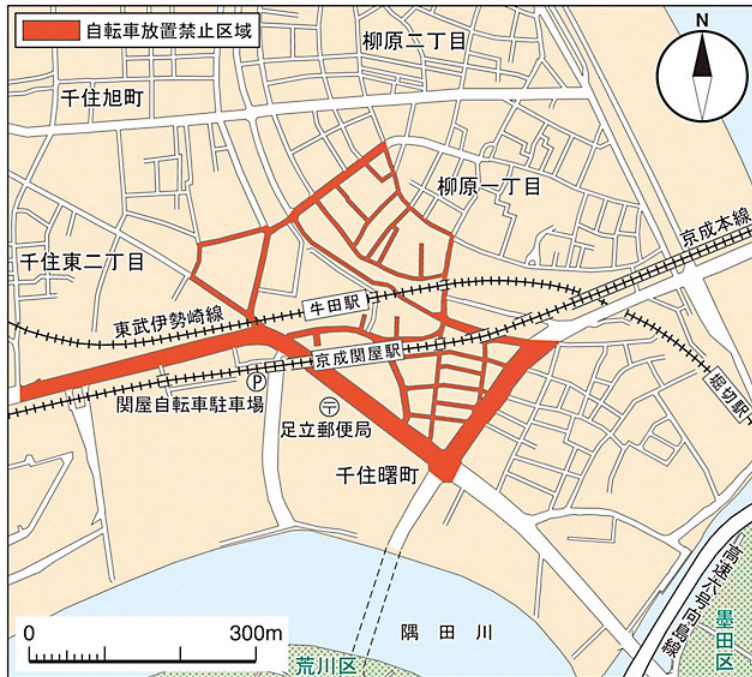 自転車放置禁止区域
N
柳原二丁目
千住旭町
柳原一丁目
京成本線
千住東二丁目
牛田駅
東武伊勢崎線
京成関屋駅
P
関屋自転車駐車場
〒
足立郵便局
堀切駅
千住曙町
高速六号向島線
墨田区
0 300m
隅田川
荒川区